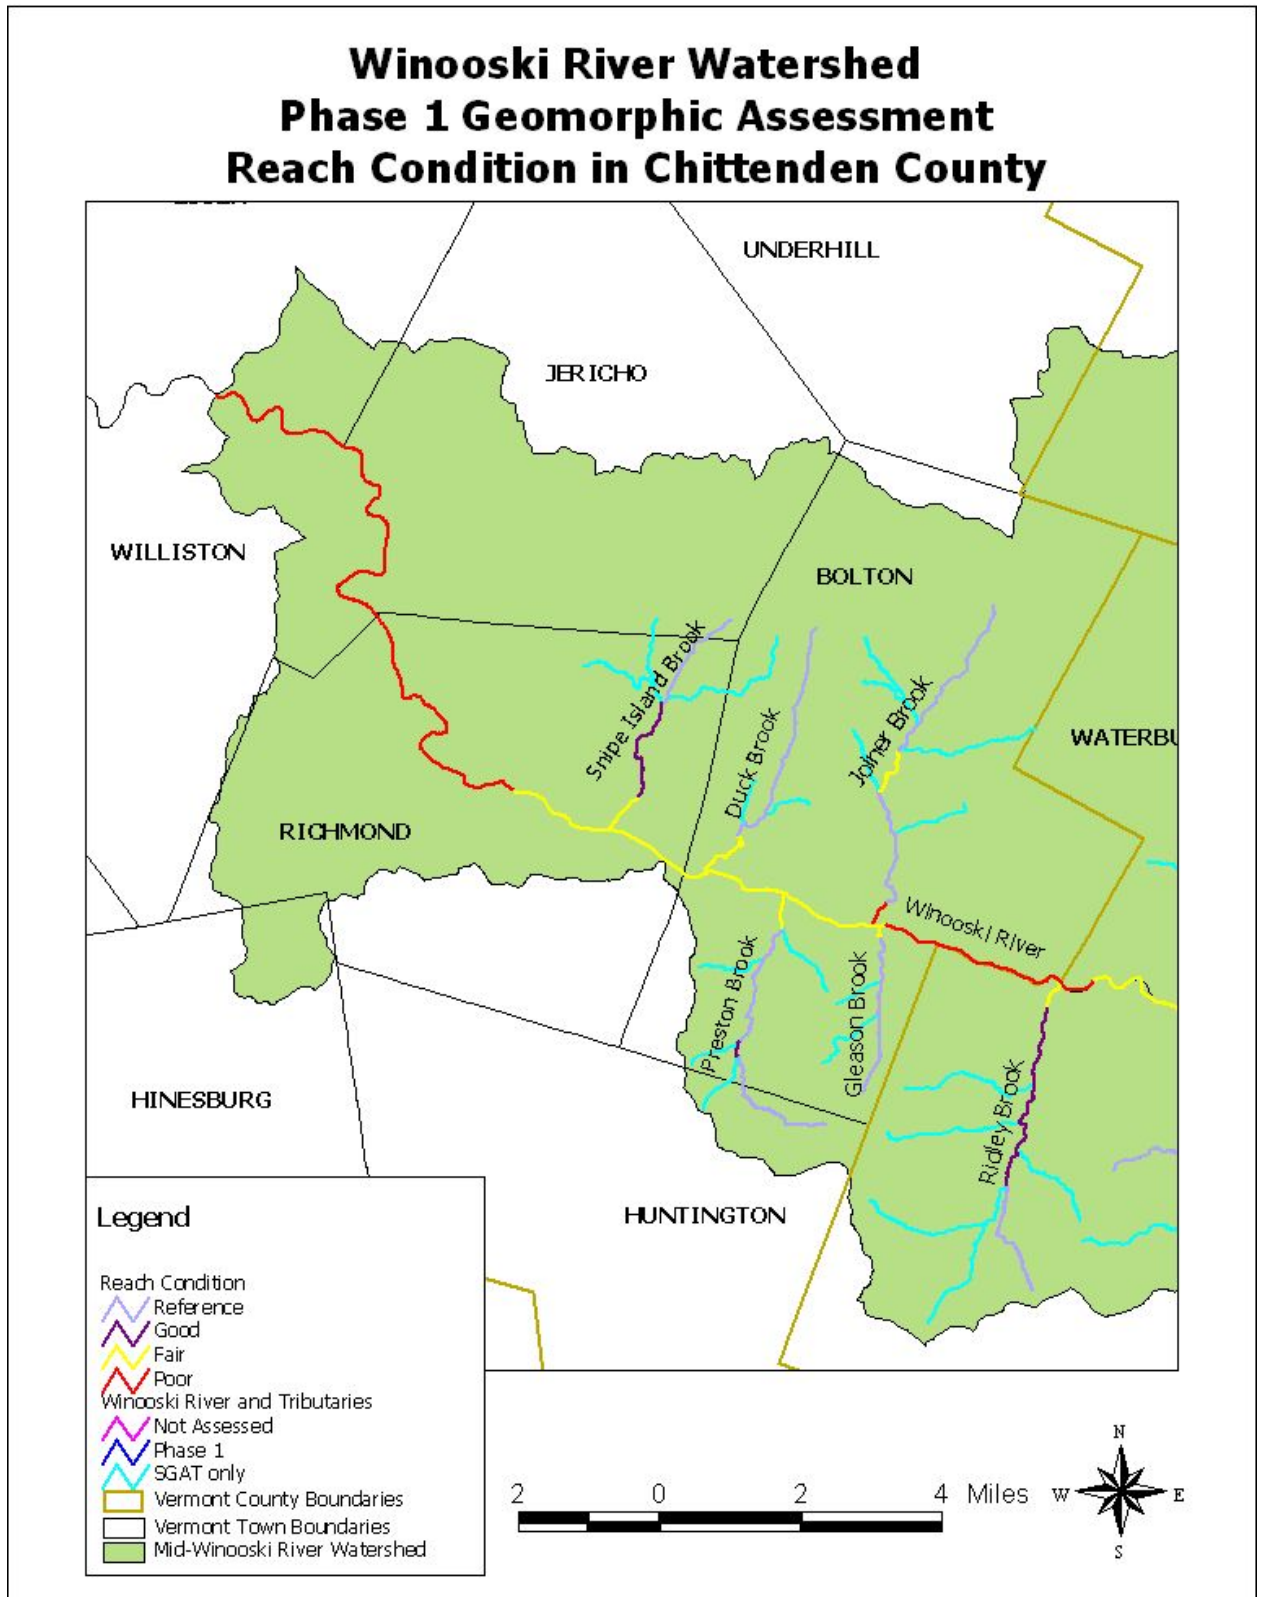 Winooski River Watershed
Phase 1 Geomorphic Assessment
Reach Condition in Chittenden County
UNDERHILL
JERICHO
WILLISTON
BOLTON
Snipe Island Brook
Duck Brook
Joiner Brook
WATERBU
RICHMOND
Winooski River
Preston Brook
Gleason Brook
Ridley Brook
HINESBURG
HUNTINGTON
Legend
Reach Condition
Reference
Good
Fair
Poor
Winooski River and Tributaries
Not Assessed
Phase 1
SGAT only
Vermont County Boundaries
Vermont Town Boundaries
Mid-Winooski River Watershed
2 0 2 4 Miles
N
W E
S